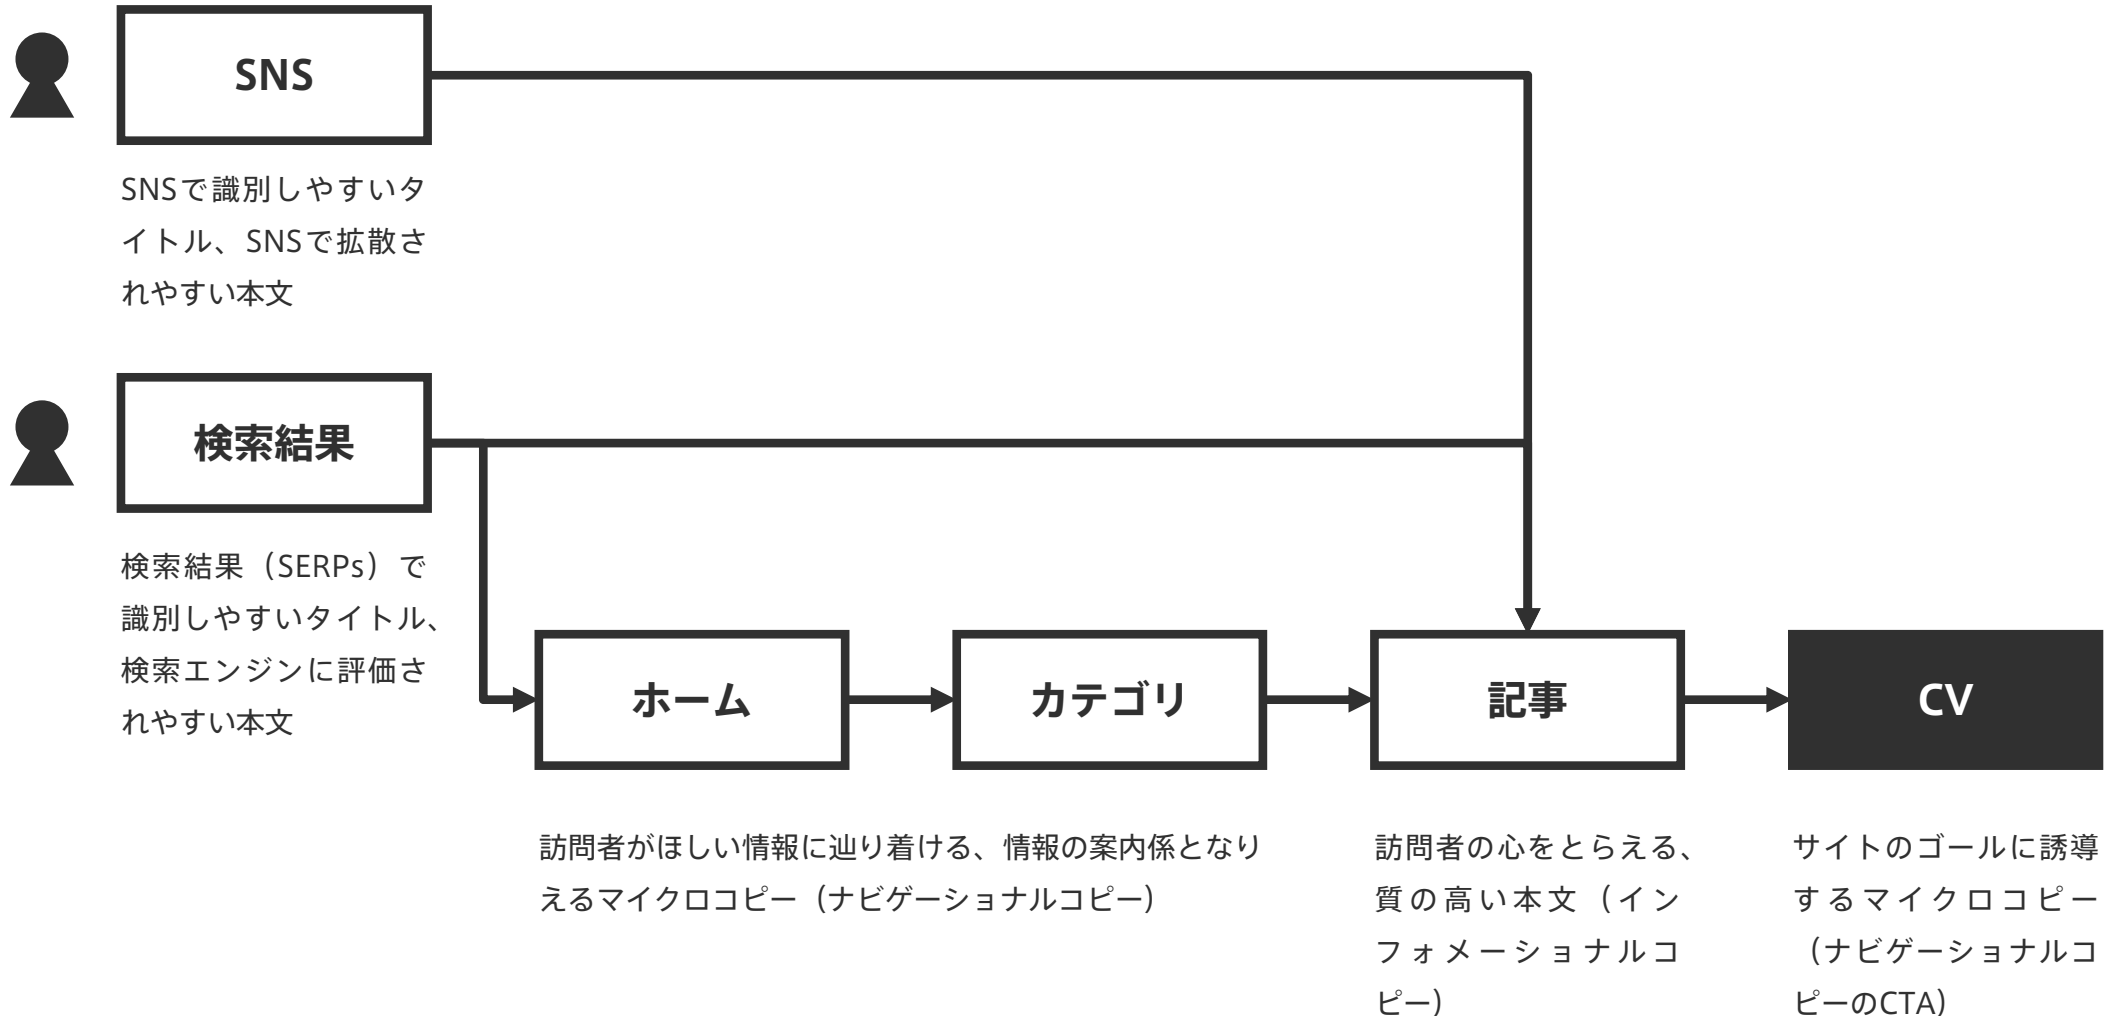 SNS
SNSで識別しやすいタ
イトル、SNSで拡散さ
れやすい本文
検索結果
検索結果（SERPs）で
識別しやすいタイトル、
検索エンジンに評価さ
れやすい本文
ホーム
カテゴリ
記事
CV
訪問者がほしい情報に辿り着ける、情報の案内係となり
えるマイクロコピー（ナビゲーショナルコピー）
訪問者の心をとらえる、
質の高い本文（イン
フォメーショナルコ
ピー）
サイトのゴールに誘導
するマイクロコピー
（ナビゲーショナルコ
ピーのCTA）